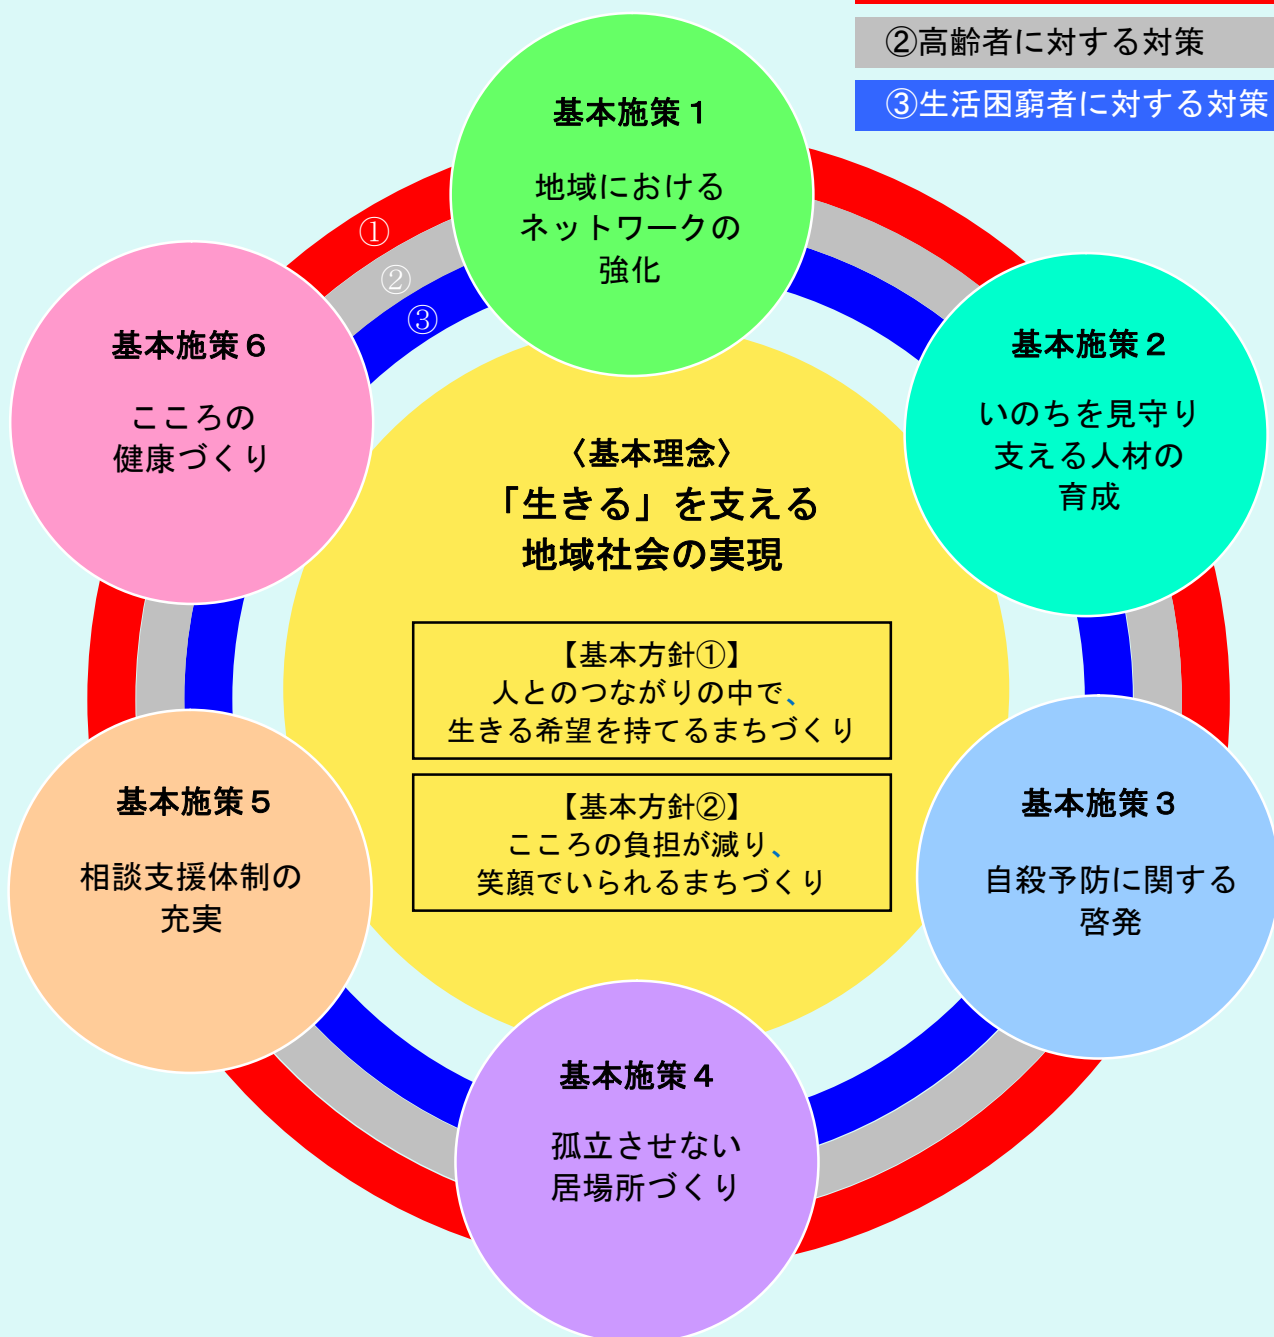 ②高齢者に対する対策
③生活困窮者に対する対策
基本施策１
地域における
ネットワークの
強化
①
②
③
基本施策６
こころの
健康づくり
基本施策２
いのちを見守り
支える人材の
育成
〈基本理念〉
「生きる」を支える
地域社会の実現
【基本方針①】
人とのつながりの中で、
生きる希望を持てるまちづくり
【基本方針②】
こころの負担が減り、
笑顔でいられるまちづくり
基本施策５
相談支援体制の
充実
基本施策３
自殺予防に関する
啓発
基本施策４
孤立させない
居場所づくり